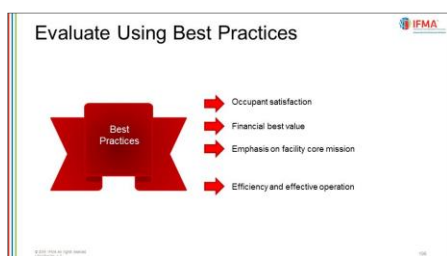 Evaluate Using Best Practices
IFMA
Best
Practices
Occupant satisfaction
Financial best value
Emphasis on facility core mission
Efficiency and effective operation